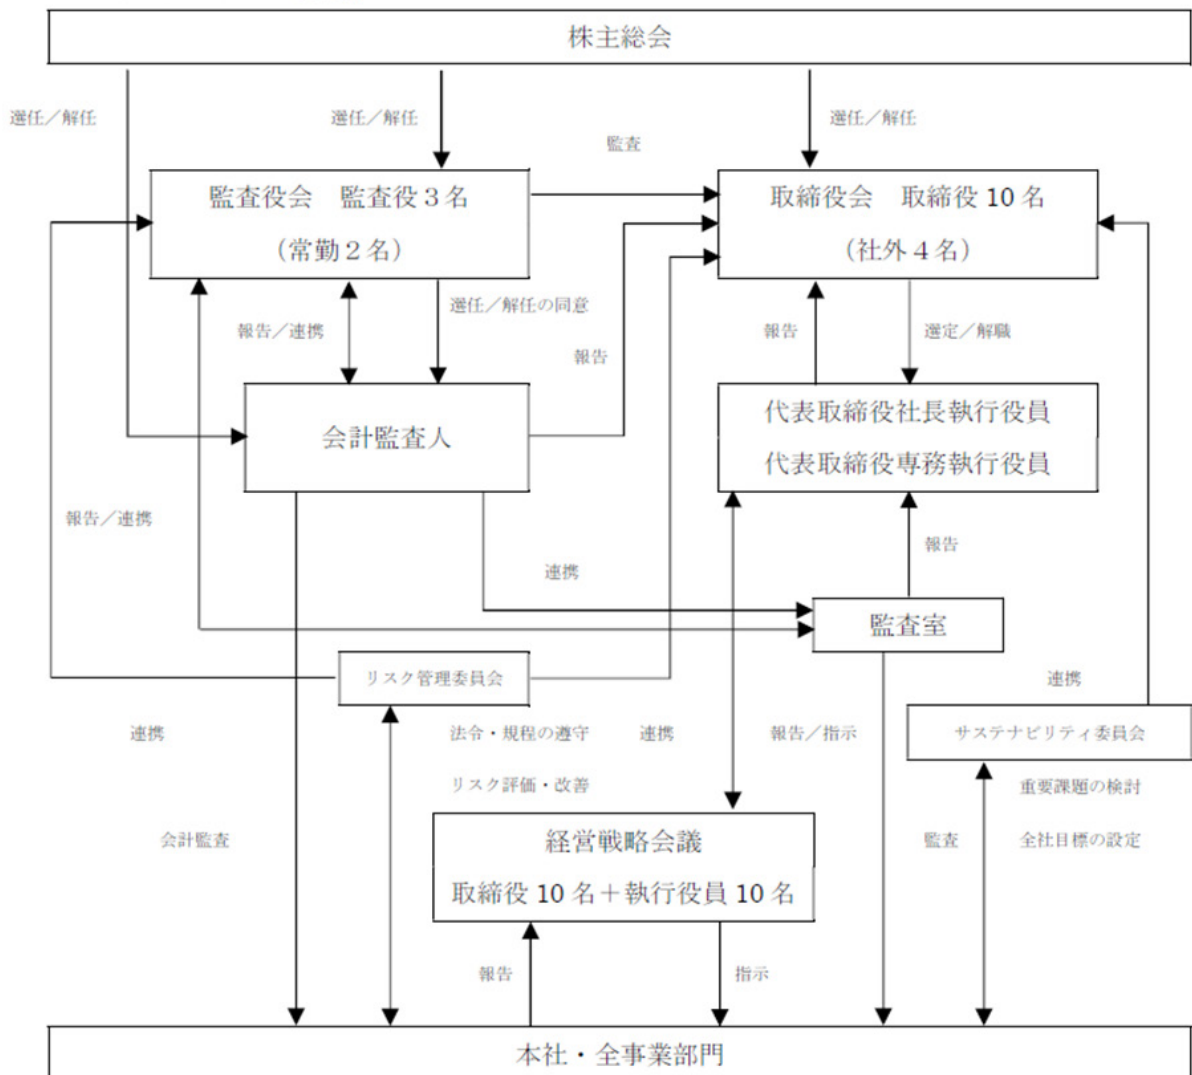 株主総会
選任／解任
選任／解任
選任／解任
監査
監査役会　監査役３名
（常勤２名）
取締役会　取締役 10 名
（社外４名）
選任／解任の同意
報告／連携
報告
報告
選定／解職
会計監査人
代表取締役社長執行役員
代表取締役専務執行役員
報告／連携
報告
連携
監査室
リスク管理委員会
連携
連携
法令・規程の遵守
連携
報告／指示
サステナビリティ委員会
リスク評価・改善
重要課題の検討
会計監査
経営戦略会議
取締役 10 名＋執行役員 10 名
監査
全社目標の設定
報告
指示
本社・全事業部門